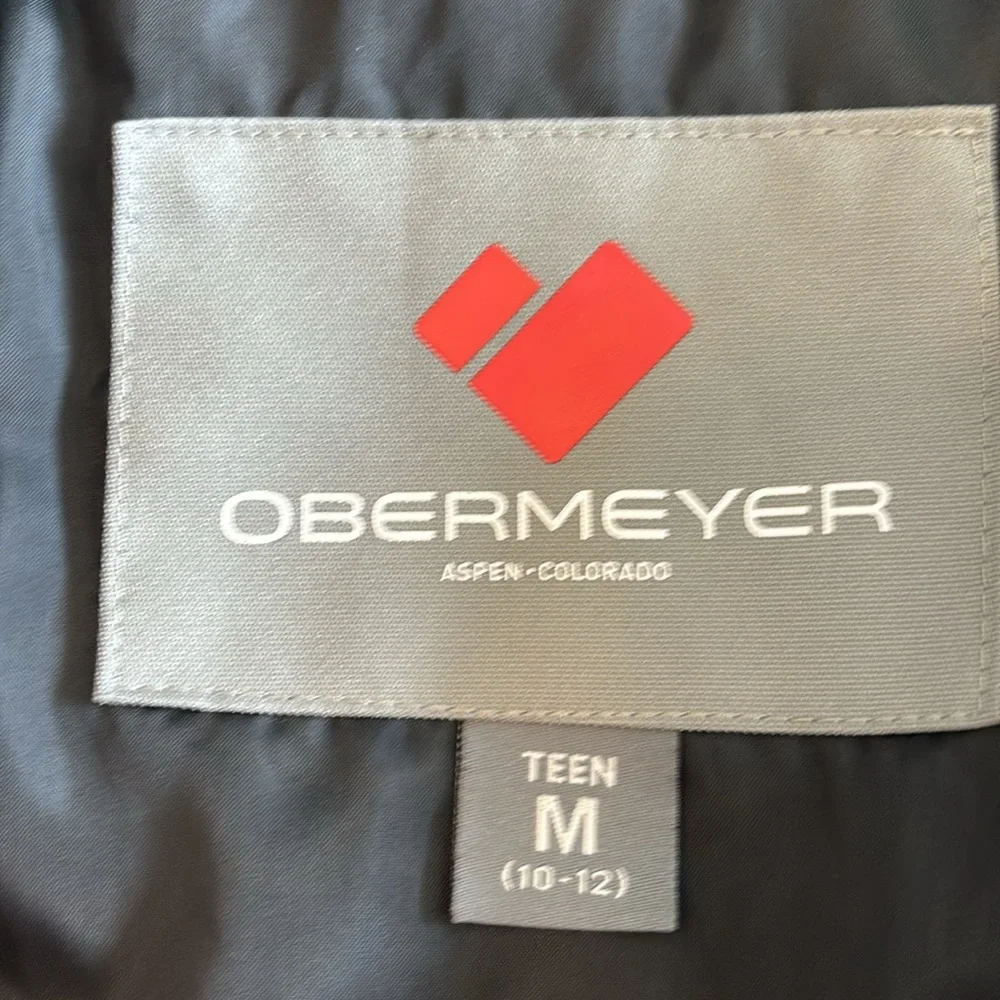 OBERMEYER
ASPEN-COLORADO
TEEN
M
(10-12)